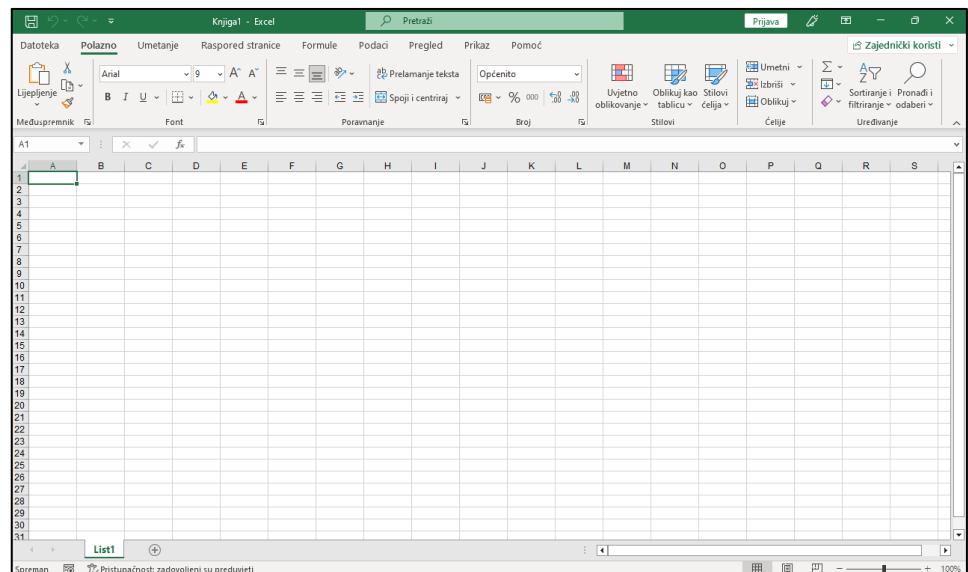 Knjiga1 - Excel
Pretraži
Prijava
Datoteka Polazno Umetanje Raspored stranice Formule Podaci Pregled Prikaz Pomoć
Zajednički koristi
Lijepljenje
Arial 9 A^ A˅
B I U A
Prelamanje teksta
Spoji i centriraj
Općenito
% 000
Uvjetno oblikovanje
Oblikuj kao tablicu
Stilovi ćelija
Umetni
Izbriši
Oblikuj
Σ
Sortiranje i filtriranje
Pronađi i odaberi
Međuspremnik Font Poravnanje Broj Stilovi Ćelije Uređivanje
A1 fx
A B C D E F G H I J K L M N O P Q R S
1
2
3
4
5
6
7
8
9
10
11
12
13
14
15
16
17
18
19
20
21
22
23
24
25
26
27
28
29
30
31
List1
Spreman Pristupačnost: zadovoljeni su preduvjeti 100%